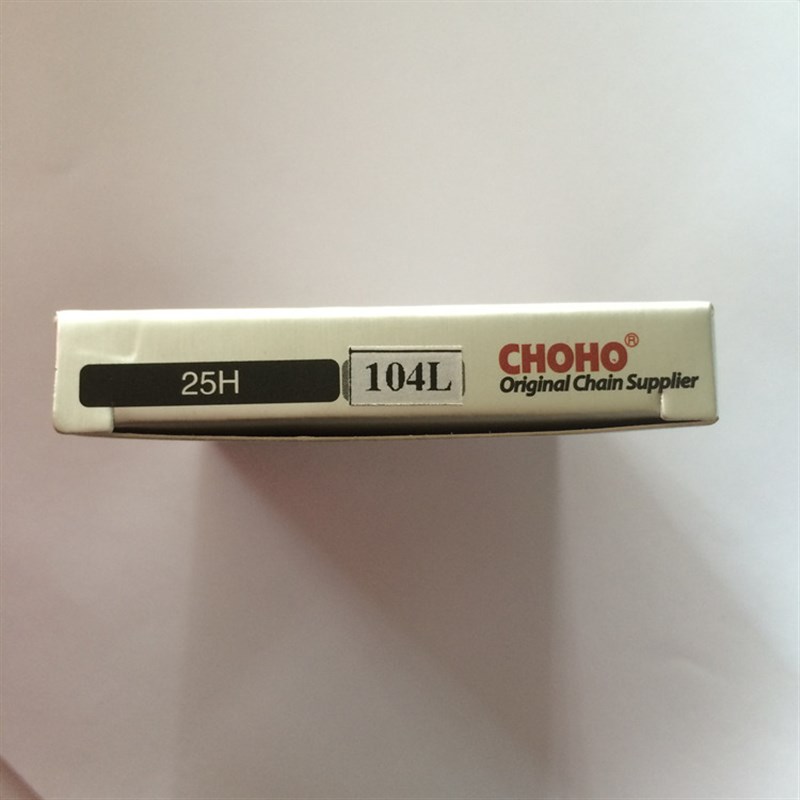 25H
104L
CHOHO®
Original Chain Supplier